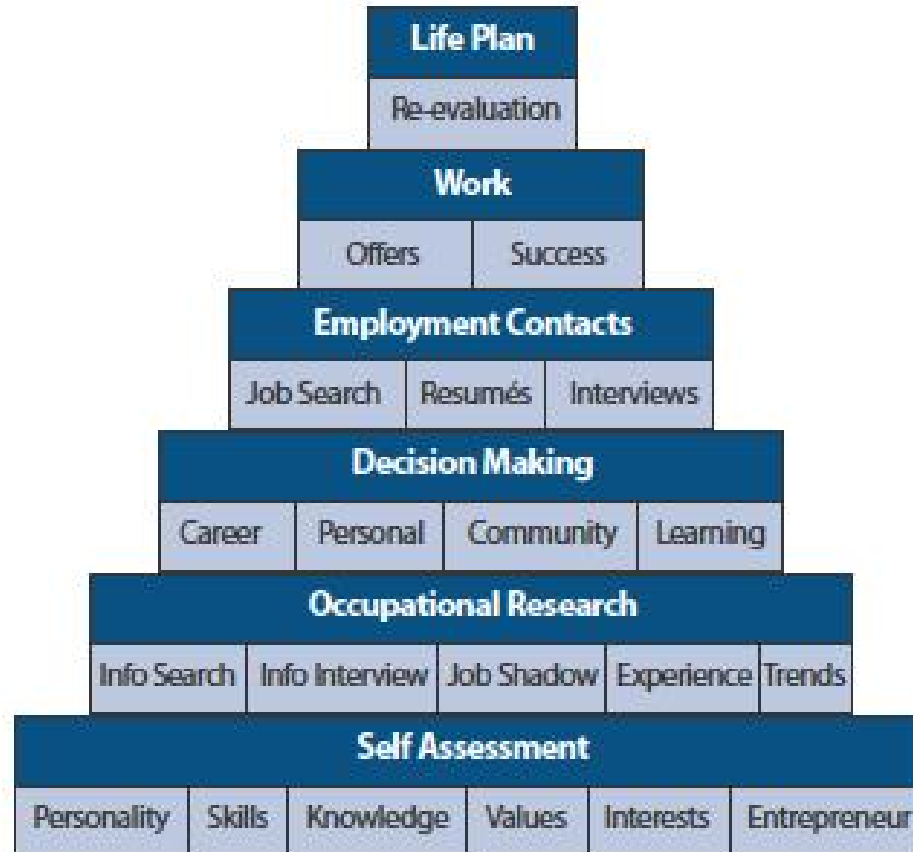 Life Plan
Re-evaluation
Work
Offers Success
Employment Contacts
Job Search Resumés Interviews
Decision Making
Career Personal Community Learning
Occupational Research
Info Search Info Interview Job Shadow Experience Trends
Self Assessment
Personality Skills Knowledge Values Interests Entrepreneur